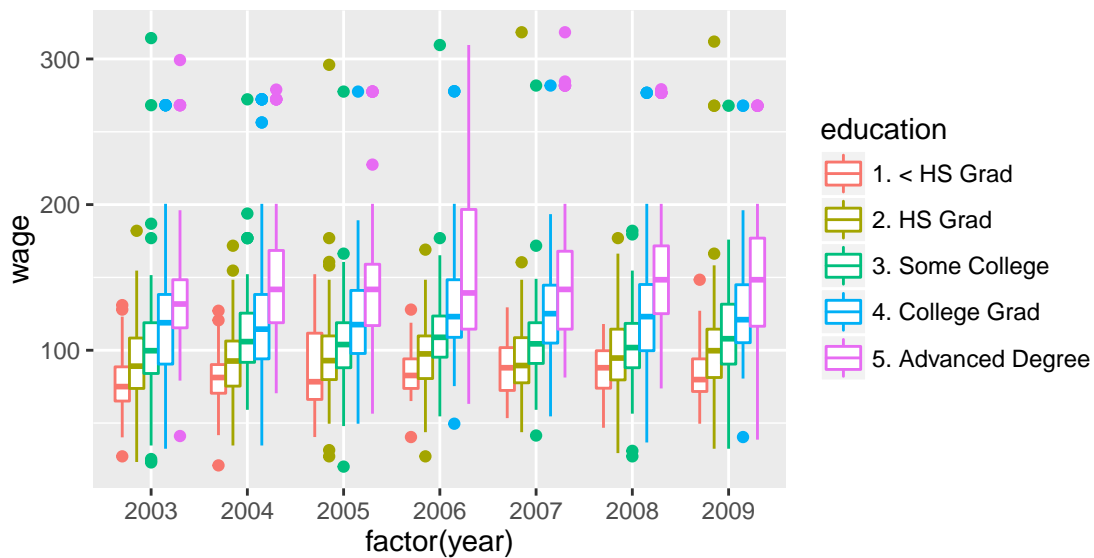 300
200
100
wage
2003 2004 2005 2006 2007 2008 2009
factor(year)
education
1. < HS Grad
2. HS Grad
3. Some College
4. College Grad
5. Advanced Degree